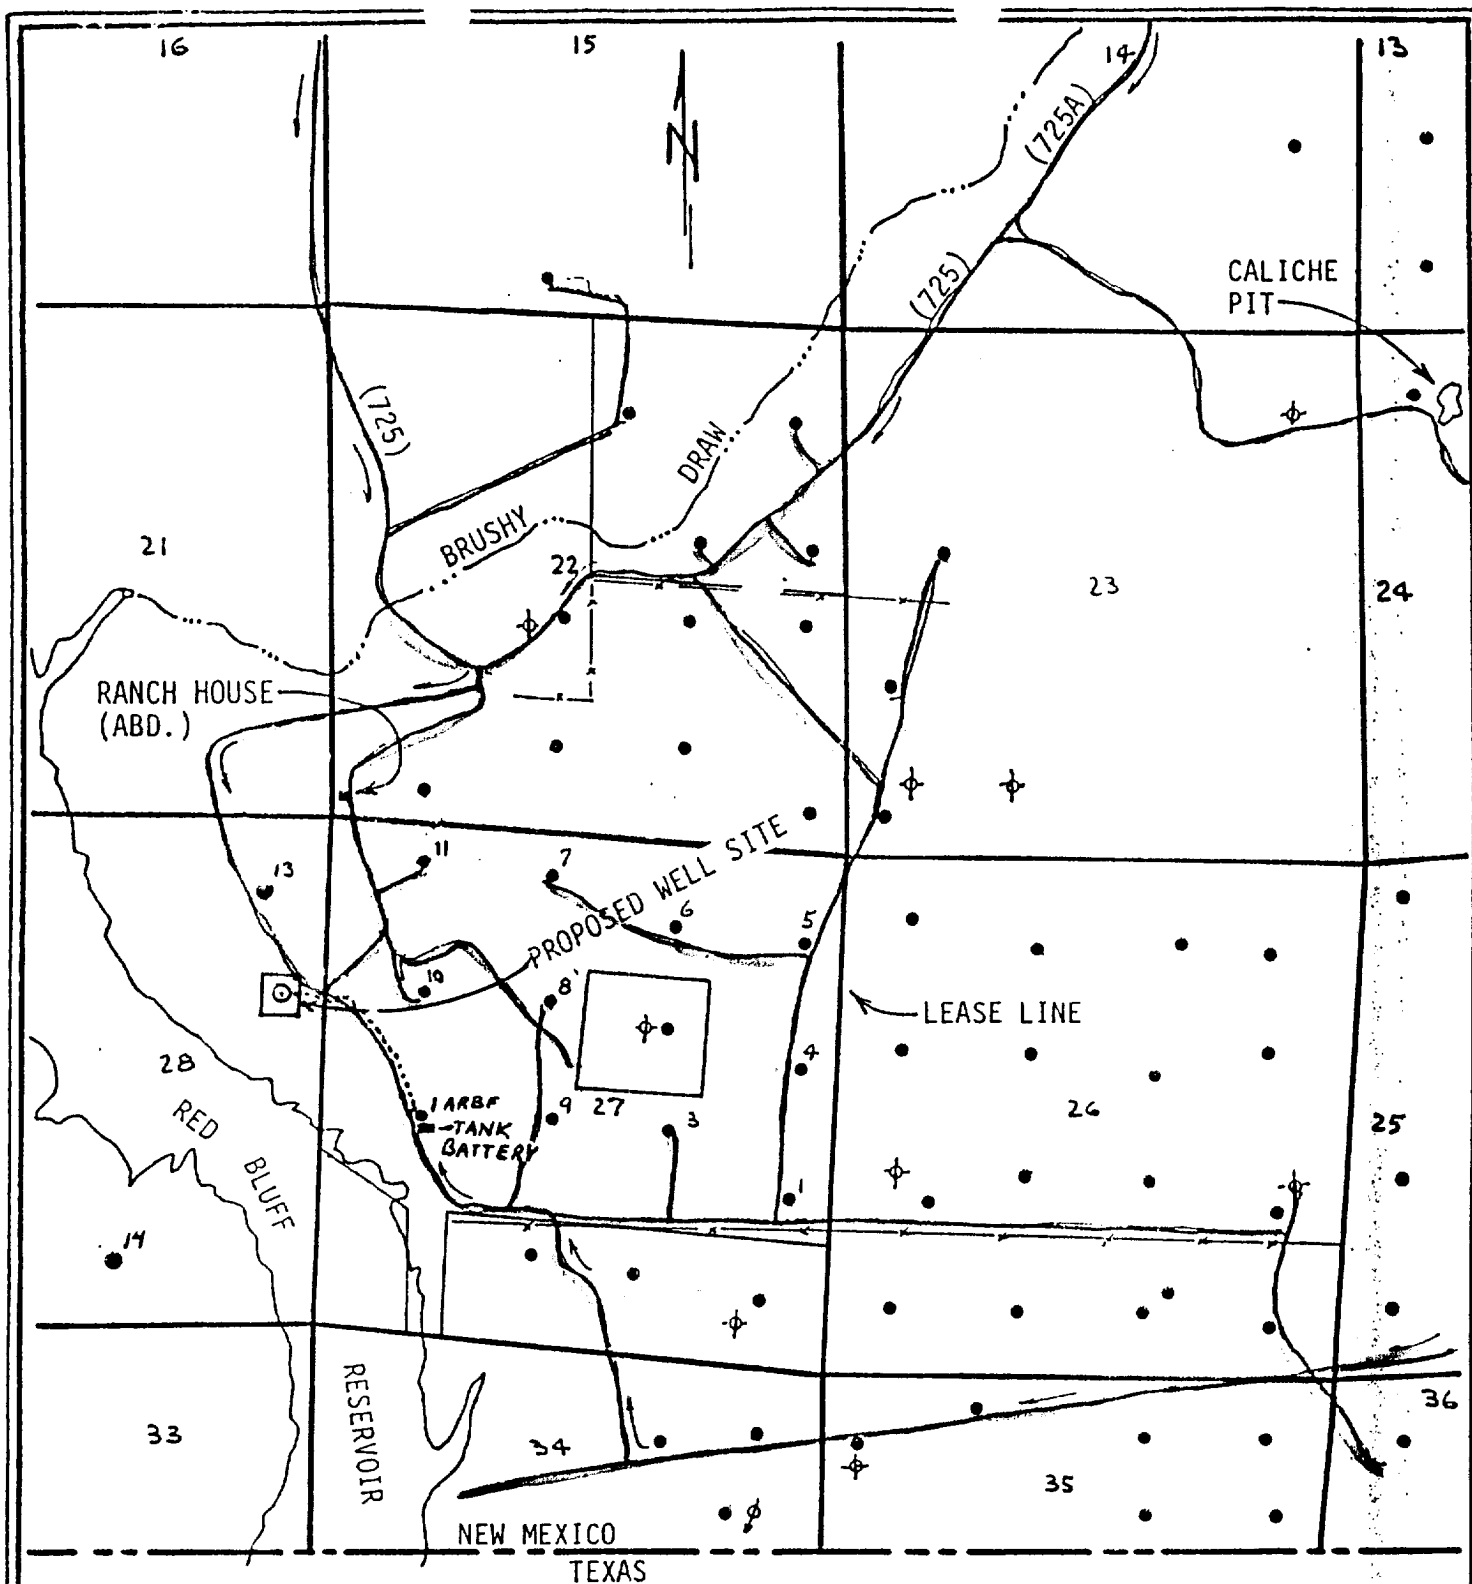 16
15
14
13
N
(725A)
(725)
CALICHE
PIT
(725)
DRAW
BRUSHY
21
22
23
24
RANCH HOUSE
(ABD.)
PROPOSED WELL SITE
11
7
13
6
5
10
8
LEASE LINE
28
4
1 ARBF
TANK
BATTERY
9
27
3
26
25
RED
BLUFF
RESERVOIR
1
14
33
34
35
36
NEW MEXICO
TEXAS